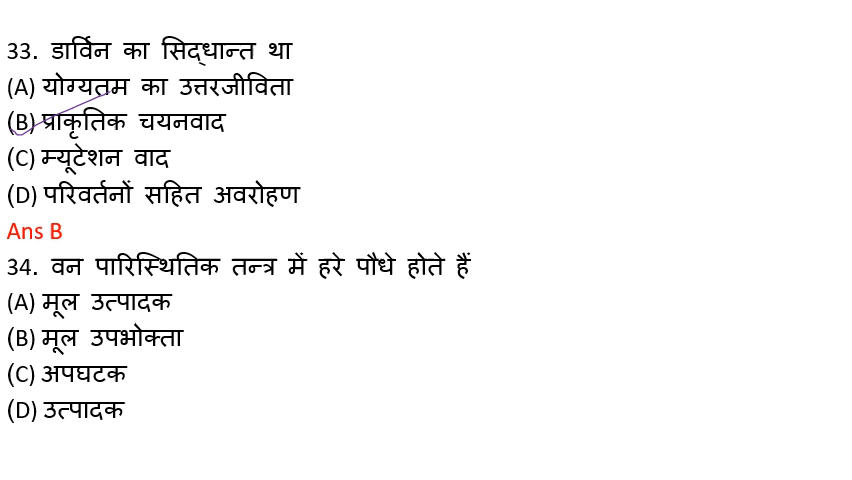 33. डार्विन का सिद्धान्त था
(A) योग्यतम का उत्तरजीविता
(B) प्राकृतिक चयनवाद
(C) म्यूटेशन वाद
(D) परिवर्तनों सहित अवरोहण
Ans B
34. वन पारिस्थितिक तन्त्र में हरे पौधे होते हैं
(A) मूल उत्पादक
(B) मूल उपभोक्ता
(C) अपघटक
(D) उत्पादक